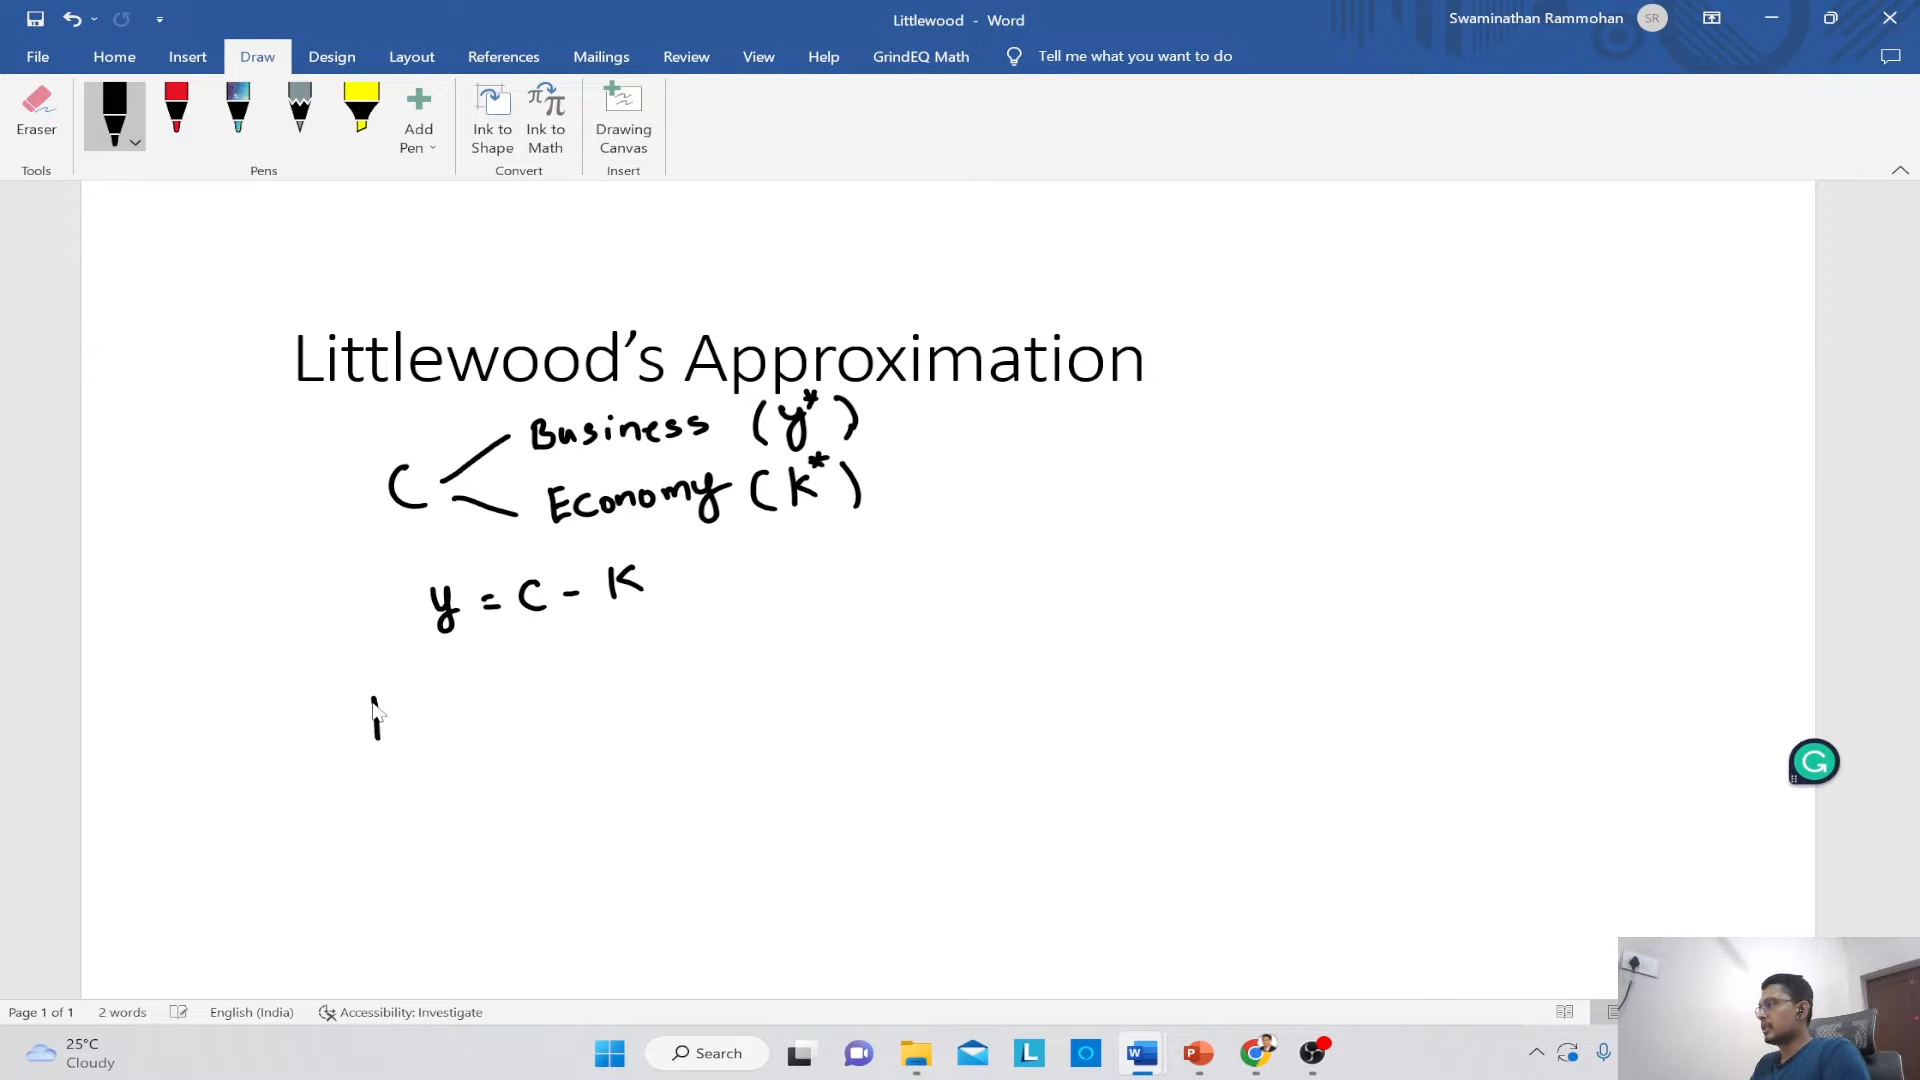 Littlewood - Word
Swaminathan Rammohan
SR
File Home Insert Draw Design Layout References Mailings Review View Help GrindEQ Math Tell me what you want to do
Eraser
Add Pen
Ink to Shape
Ink to Math
Drawing Canvas
Tools
Pens
Convert
Insert
Littlewood's Approximation
Business (y*)
C
Economy (K*)
y = C - K
Page 1 of 1 2 words English (India) Accessibility: Investigate
25°C
Cloudy
Search